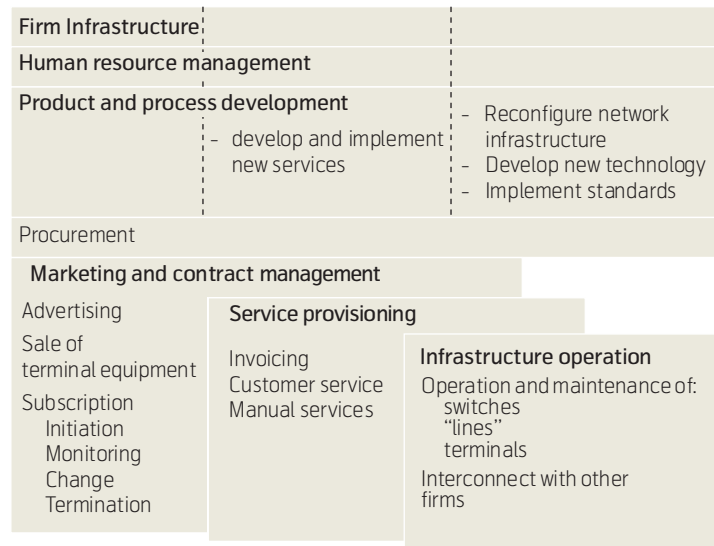 Firm Infrastructure
Human resource management
Product and process development
- develop and implement
new services
- Reconfigure network
infrastructure
- Develop new technology
- Implement standards
Procurement
Marketing and contract management
Advertising
Sale of
terminal equipment
Subscription
Initiation
Monitoring
Change
Termination
Service provisioning
Invoicing
Customer service
Manual services
Infrastructure operation
Operation and maintenance of:
switches
“lines”
terminals
Interconnect with other
firms